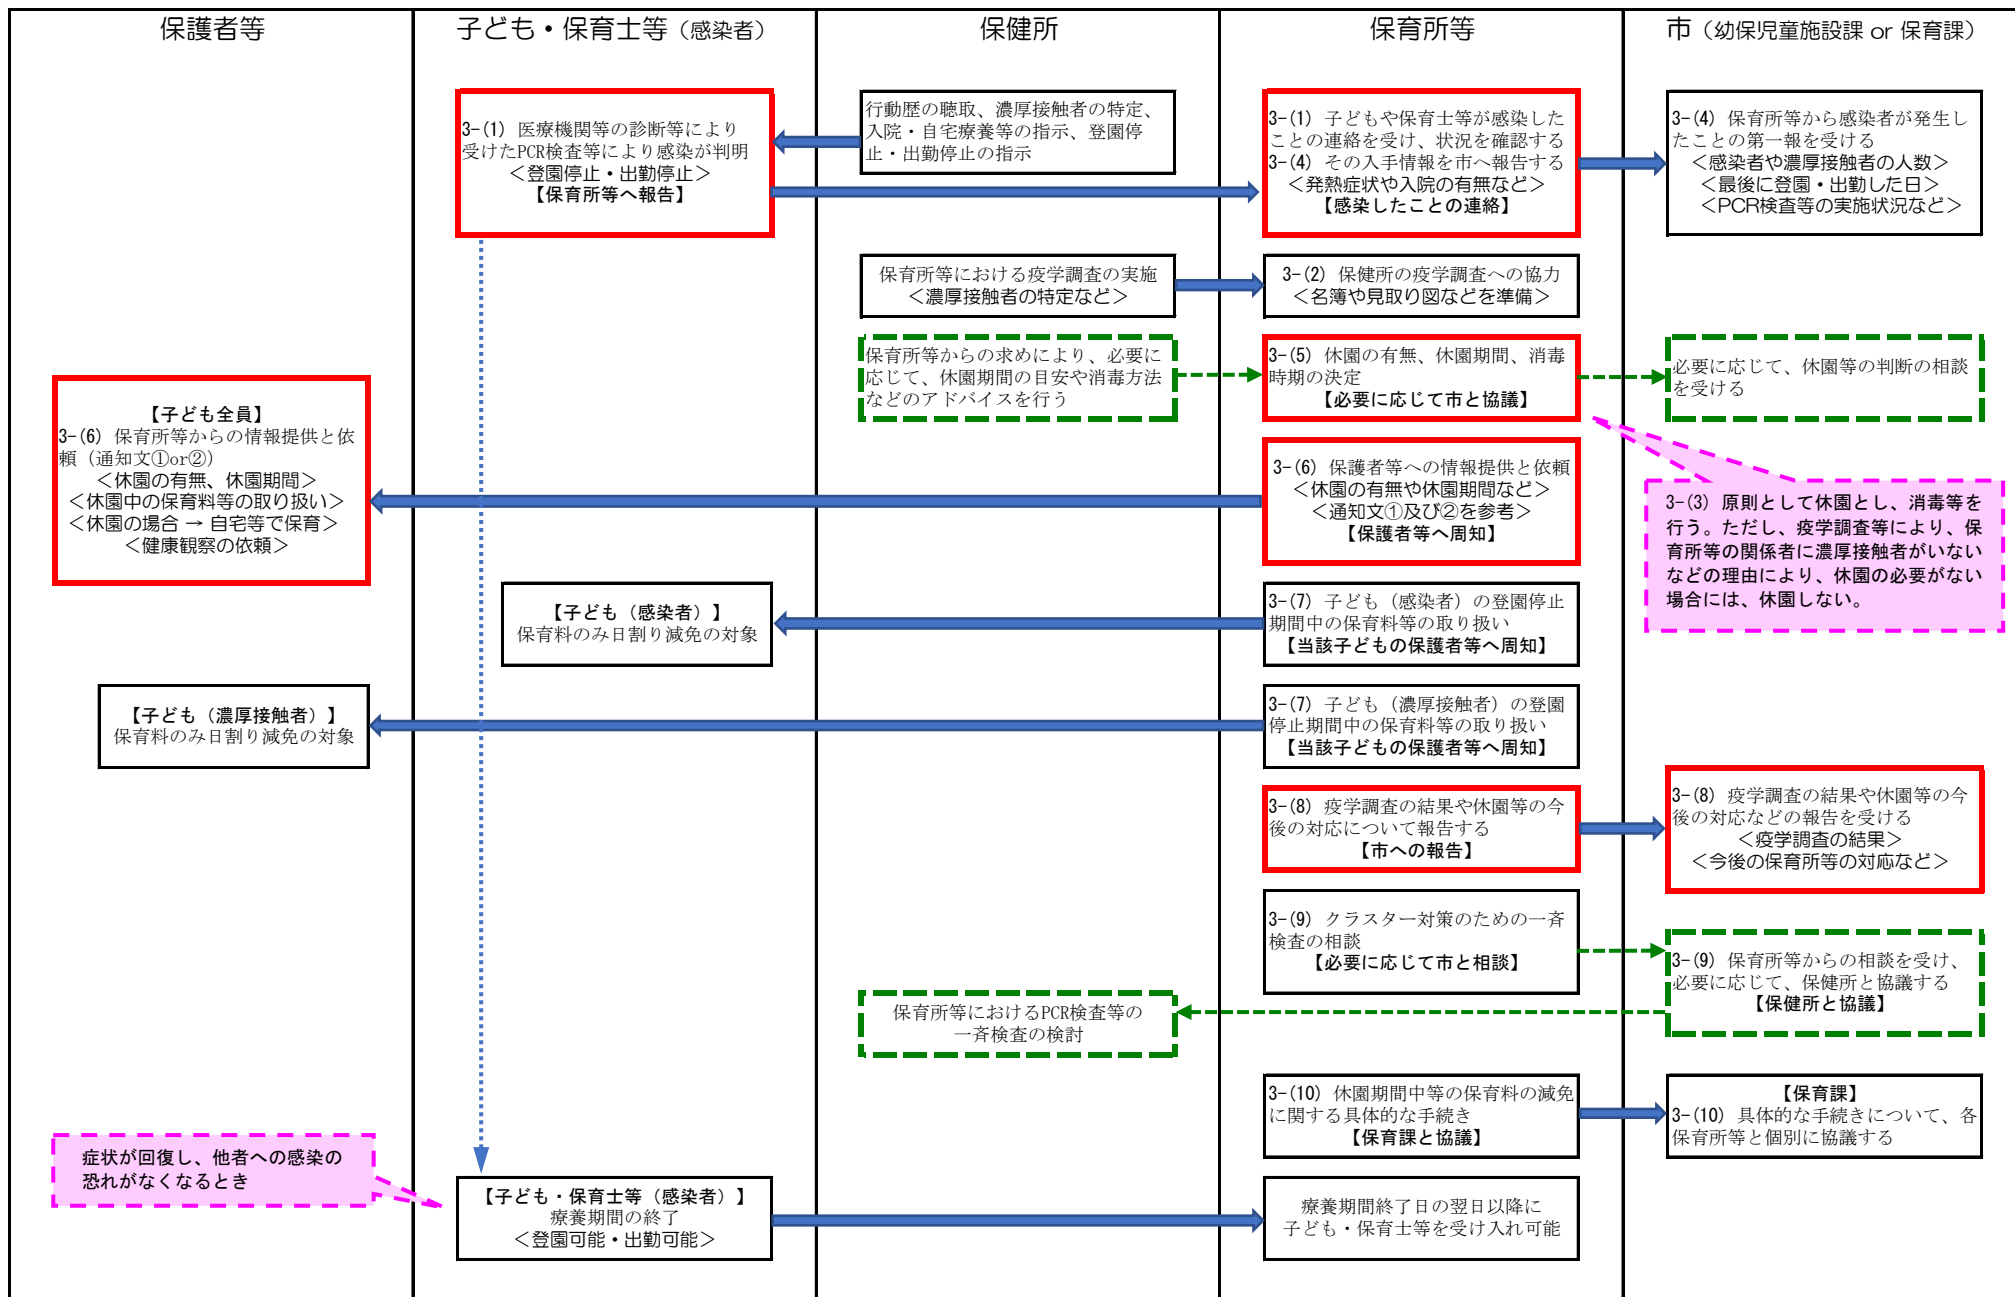 保護者等
子ども・保育士等（感染者）
保健所
保育所等
市（幼保児童施設課 or 保育課）
3-(1) 医療機関等の診断等により
受けたPCR検査等により感染が判明
＜登園停止・出勤停止＞
【保育所等へ報告】
行動歴の聴取、濃厚接触者の特定、
入院・自宅療養等の指示、登園停
止・出勤停止の指示
3-(1) 子どもや保育士等が感染した
ことの連絡を受け、状況を確認する
3-(4) その入手情報を市へ報告する
＜発熱症状や入院の有無など＞
【感染したことの連絡】
3-(4) 保育所等から感染者が発生し
たことの第一報を受ける
＜感染者や濃厚接触者の人数＞
＜最後に登園・出勤した日＞
＜PCR検査等の実施状況など＞
保育所等における疫学調査の実施
＜濃厚接触者の特定など＞
3-(2) 保健所の疫学調査への協力
＜名簿や見取り図などを準備＞
保育所等からの求めにより、必要に
応じて、休園期間の目安や消毒方法
などのアドバイスを行う
3-(5) 休園の有無、休園期間、消毒
時期の決定
【必要に応じて市と協議】
必要に応じて、休園等の判断の相談
を受ける
【子ども全員】
3-(6) 保育所等からの情報提供と依
頼（通知文①or②）
＜休園の有無、休園期間＞
＜休園中の保育料等の取り扱い＞
＜休園の場合 → 自宅等で保育＞
＜健康観察の依頼＞
3-(6) 保護者等への情報提供と依頼
＜休園の有無や休園期間など＞
＜通知文①及び②を参考＞
【保護者等へ周知】
3-(3) 原則として休園とし、消毒等を
行う。ただし、疫学調査等により、保
育所等の関係者に濃厚接触者がいない
などの理由により、休園の必要がない
場合には、休園しない。
【子ども（感染者）】
保育料のみ日割り減免の対象
3-(7) 子ども（感染者）の登園停止
期間中の保育料等の取り扱い
【当該子どもの保護者等へ周知】
【子ども（濃厚接触者）】
保育料のみ日割り減免の対象
3-(7) 子ども（濃厚接触者）の登園
停止期間中の保育料等の取り扱い
【当該子どもの保護者等へ周知】
3-(8) 疫学調査の結果や休園等の今
後の対応について報告する
【市への報告】
3-(8) 疫学調査の結果や休園等の今
後の対応などの報告を受ける
＜疫学調査の結果＞
＜今後の保育所等の対応など＞
3-(9) クラスター対策のための一斉
検査の相談
【必要に応じて市と相談】
3-(9) 保育所等からの相談を受け、
必要に応じて、保健所と協議する
【保健所と協議】
保育所等におけるPCR検査等の
一斉検査の検討
3-(10) 休園期間中等の保育料の減免
に関する具体的な手続き
【保育課と協議】
【保育課】
3-(10) 具体的な手続きについて、各
保育所等と個別に協議する
症状が回復し、他者への感染の
恐れがなくなるとき
【子ども・保育士等（感染者）】
療養期間の終了
＜登園可能・出勤可能＞
療養期間終了日の翌日以降に
子ども・保育士等を受け入れ可能